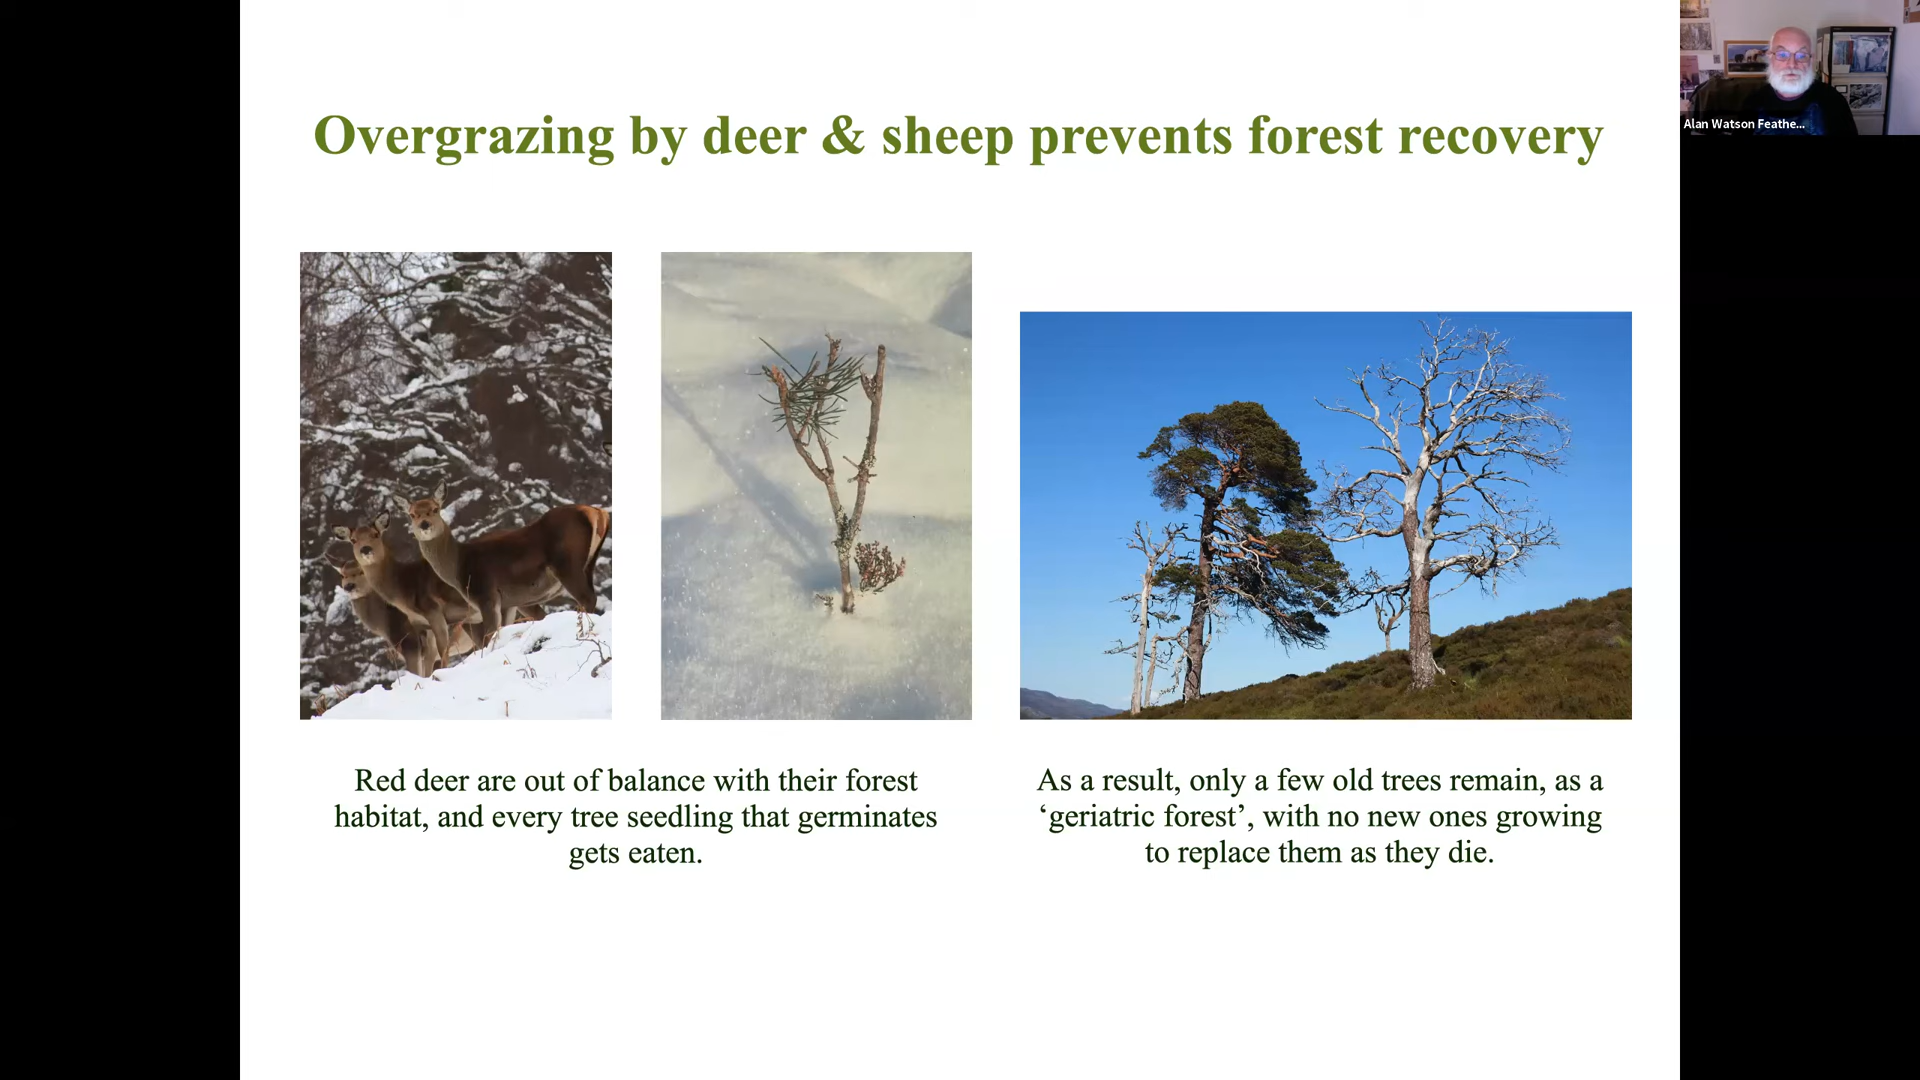 Overgrazing by deer & sheep prevents forest recovery
Alan Watson Feathe...
Red deer are out of balance with their forest
habitat, and every tree seedling that germinates
gets eaten.
As a result, only a few old trees remain, as a
‘geriatric forest’, with no new ones growing
to replace them as they die.